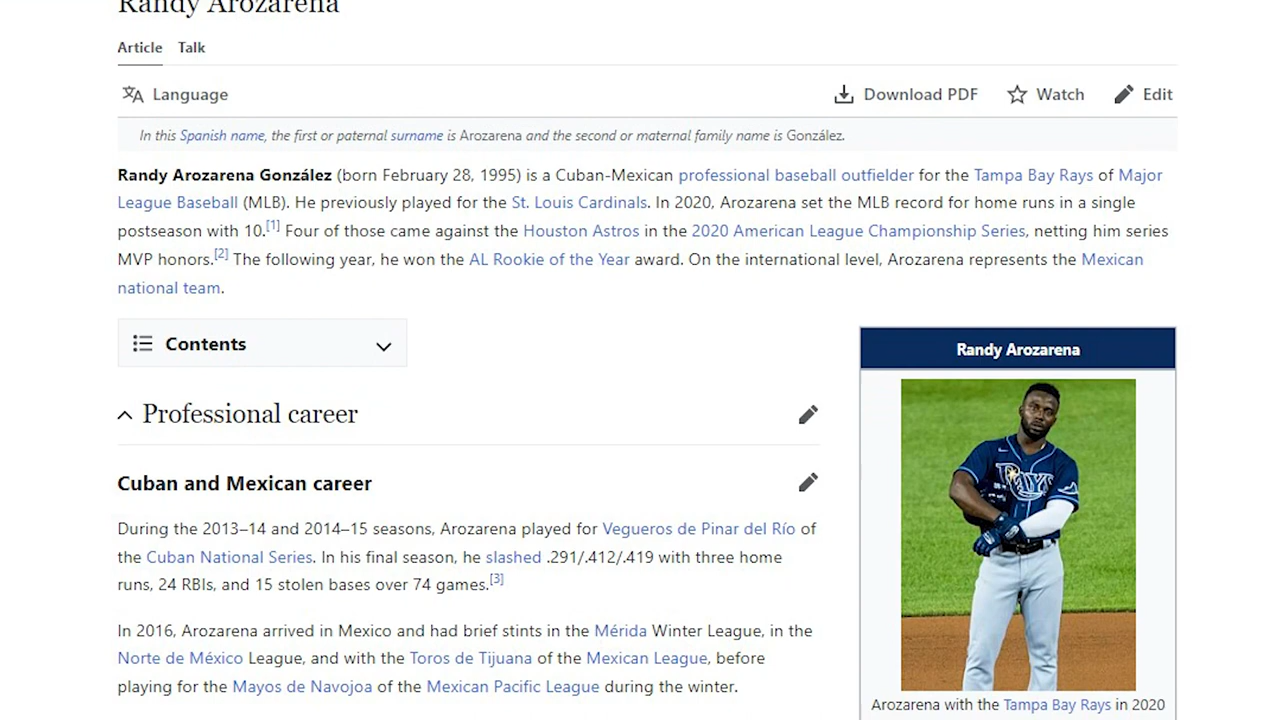 Randy Arozarena
Article Talk
Language Download PDF Watch Edit
In this Spanish name, the first or paternal surname is Arozarena and the second or maternal family name is González.
Randy Arozarena González (born February 28, 1995) is a Cuban-Mexican professional baseball outfielder for the Tampa Bay Rays of Major
League Baseball (MLB). He previously played for the St. Louis Cardinals. In 2020, Arozarena set the MLB record for home runs in a single
postseason with 10.[1] Four of those came against the Houston Astros in the 2020 American League Championship Series, netting him series
MVP honors.[2] The following year, he won the AL Rookie of the Year award. On the international level, Arozarena represents the Mexican
national team.
Contents
Professional career
Cuban and Mexican career
During the 2013–14 and 2014–15 seasons, Arozarena played for Vegueros de Pinar del Río of
the Cuban National Series. In his final season, he slashed .291/.412/.419 with three home
runs, 24 RBIs, and 15 stolen bases over 74 games.[3]
In 2016, Arozarena arrived in Mexico and had brief stints in the Mérida Winter League, in the
Norte de México League, and with the Toros de Tijuana of the Mexican League, before
playing for the Mayos de Navojoa of the Mexican Pacific League during the winter.
Randy Arozarena
RAYS
Arozarena with the Tampa Bay Rays in 2020